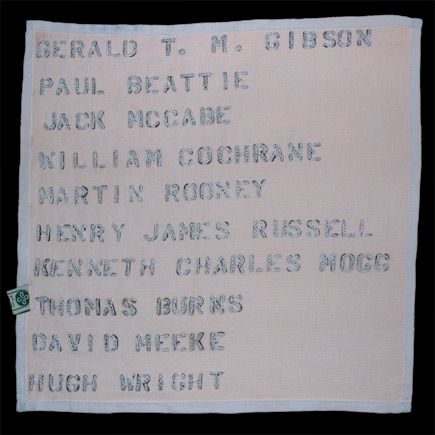 GERALD T. M. GIBSON
PAUL BEATTIE
JACK MCCABE
WILLIAM COCHRANE
MARTIN ROONEY
HENRY JAMES RUSSELL
KENNETH CHARLES MOGG
THOMAS BURNS
DAVID MEEKE
HUGH WRIGHT